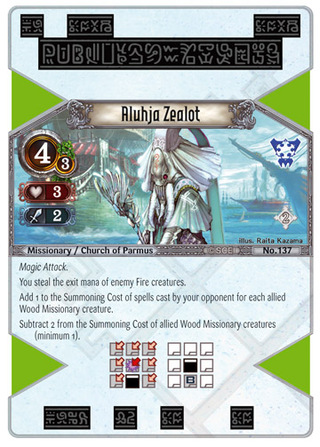 Aluhja Zealot
4
3
3
2
2
illus. Raita Kazama
Missionary / Church of Parmus
© SOE
No.137
Magic Attack.
You steal the exit mana of enemy Fire creatures.
Add 1 to the Summoning Cost of spells cast by your opponent for each allied
Wood Missionary creature.
Subtract 2 from the Summoning Cost of allied Wood Missionary creatures
(minimum 1).